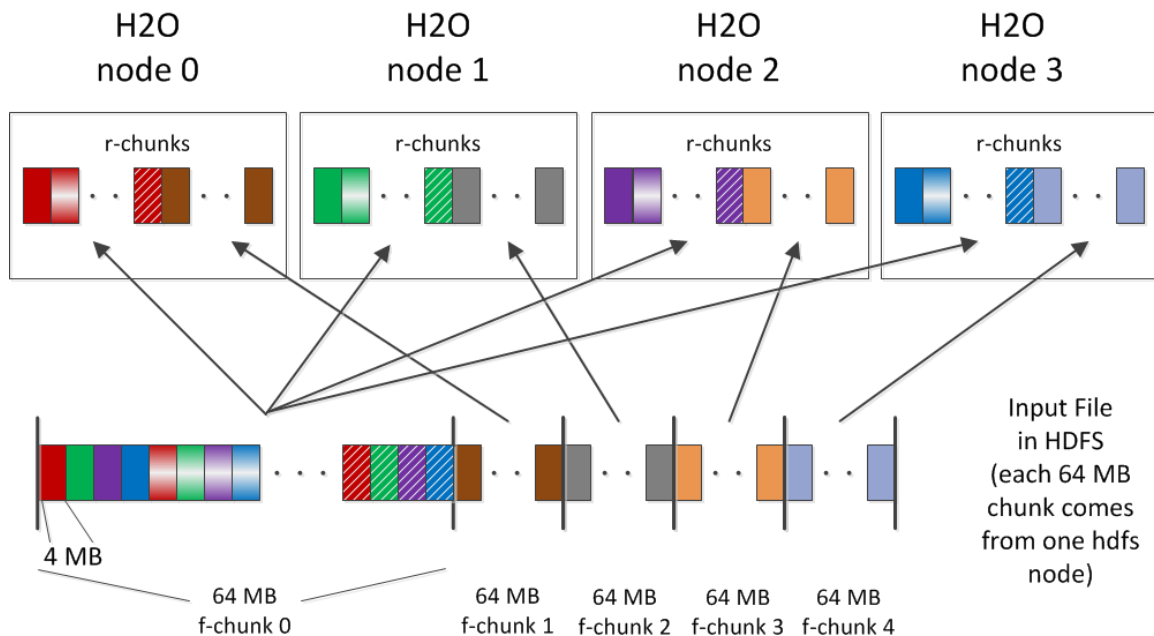 H2O
node 0
H2O
node 1
H2O
node 2
H2O
node 3
r-chunks
r-chunks
r-chunks
r-chunks
Input File
in HDFS
(each 64 MB
chunk comes
from one hdfs
node)
4 MB
64 MB
f-chunk 0
64 MB
f-chunk 1
64 MB
f-chunk 2
64 MB
f-chunk 3
64 MB
f-chunk 4